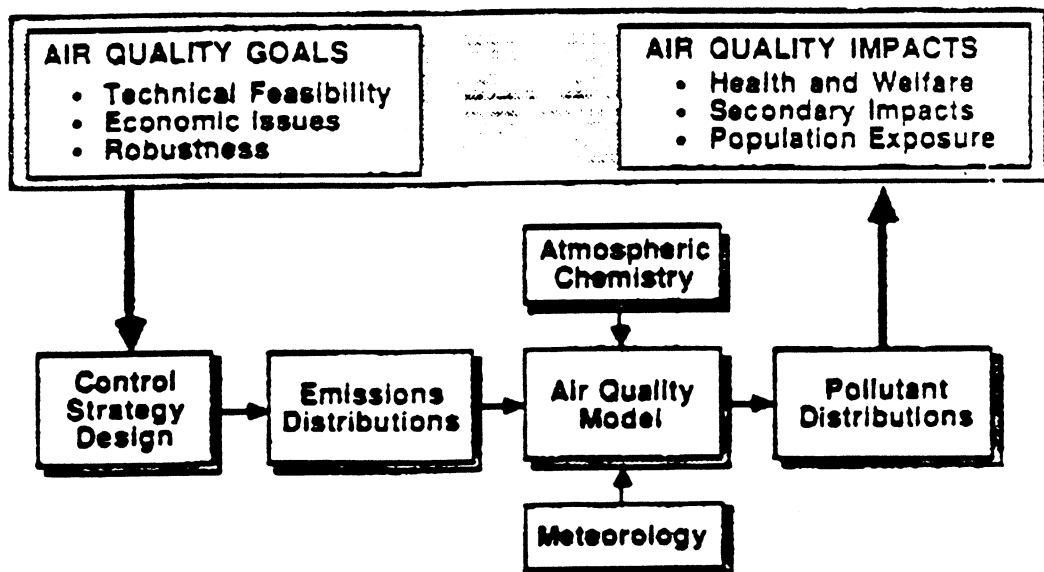 AIR QUALITY GOALS
• Technical Feasibility
• Economic Issues
• Robustness
AIR QUALITY IMPACTS
• Health and Welfare
• Secondary Impacts
• Population Exposure
Atmospheric
Chemistry
Control
Strategy
Design
Emissions
Distributions
Air Quality
Model
Pollutant
Distributions
Meteorology